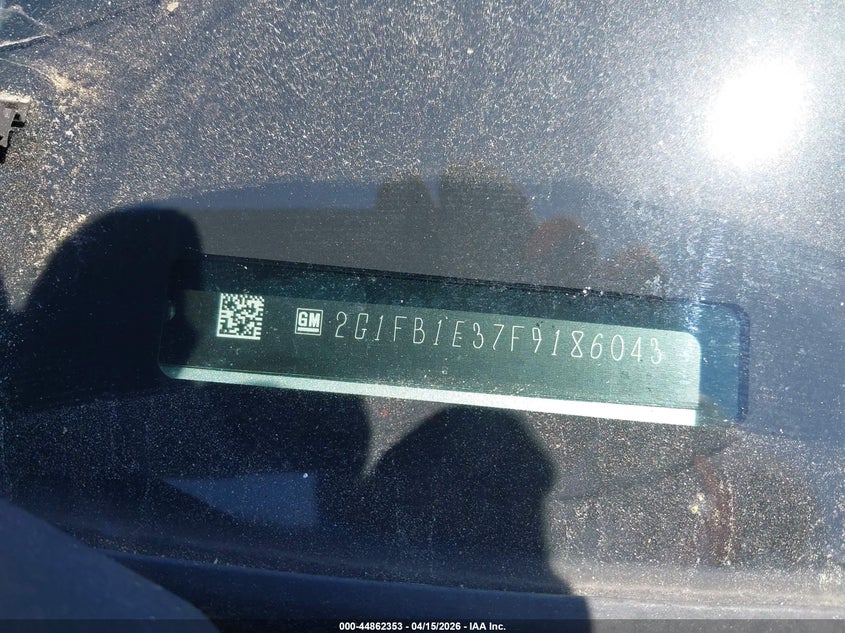 GM 2G1FB1E37F9186043
000-44862353 - 04/15/2026 - IAA Inc.